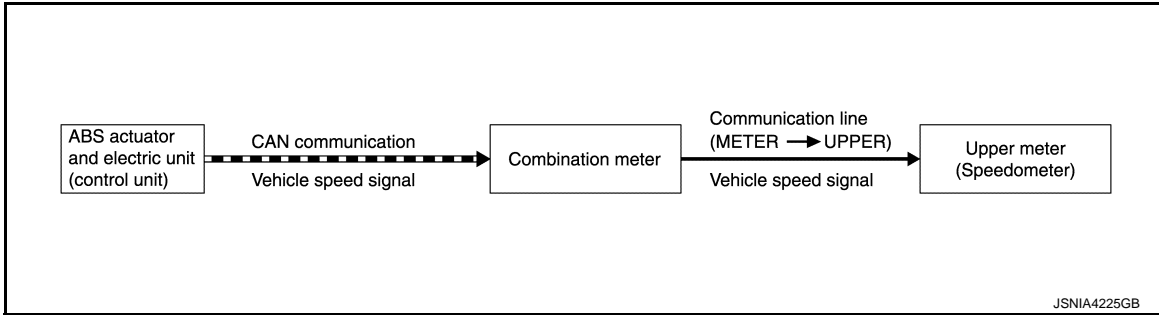 ABS actuator
and electric unit
(control unit)
CAN communication
Vehicle speed signal
Combination meter
Communication line
(METER → UPPER)
Vehicle speed signal
Upper meter
(Speedometer)
JSNIA4225GB